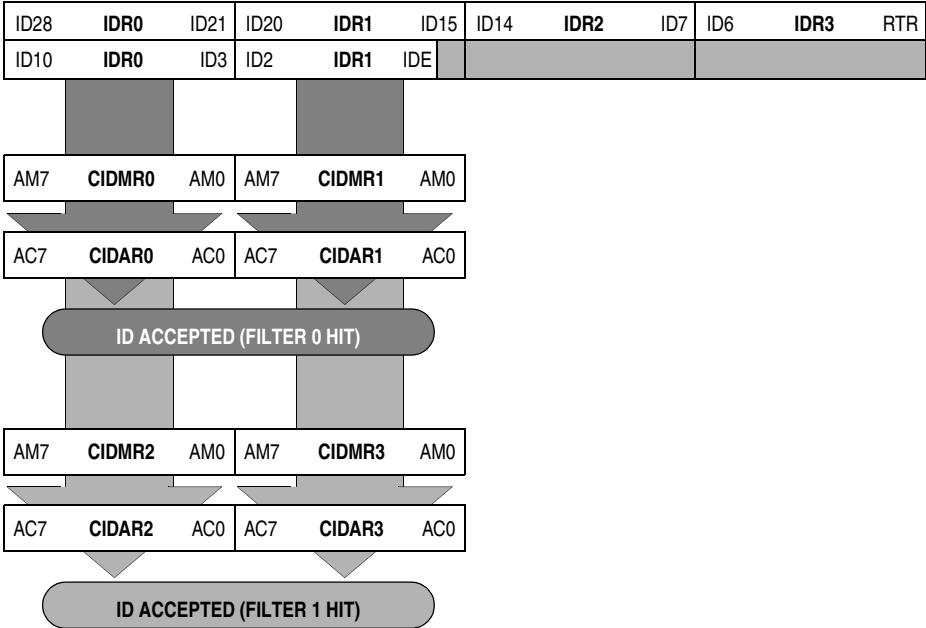 ID28 IDR0 ID21 ID20 IDR1 ID15 ID14 IDR2 ID7 ID6 IDR3 RTR
ID10 IDR0 ID3 ID2 IDR1 IDE
AM7 CIDMR0 AM0 AM7 CIDMR1 AM0
AC7 CIDAR0 AC0 AC7 CIDAR1 AC0
ID ACCEPTED (FILTER 0 HIT)
AM7 CIDMR2 AM0 AM7 CIDMR3 AM0
AC7 CIDAR2 AC0 AC7 CIDAR3 AC0
ID ACCEPTED (FILTER 1 HIT)